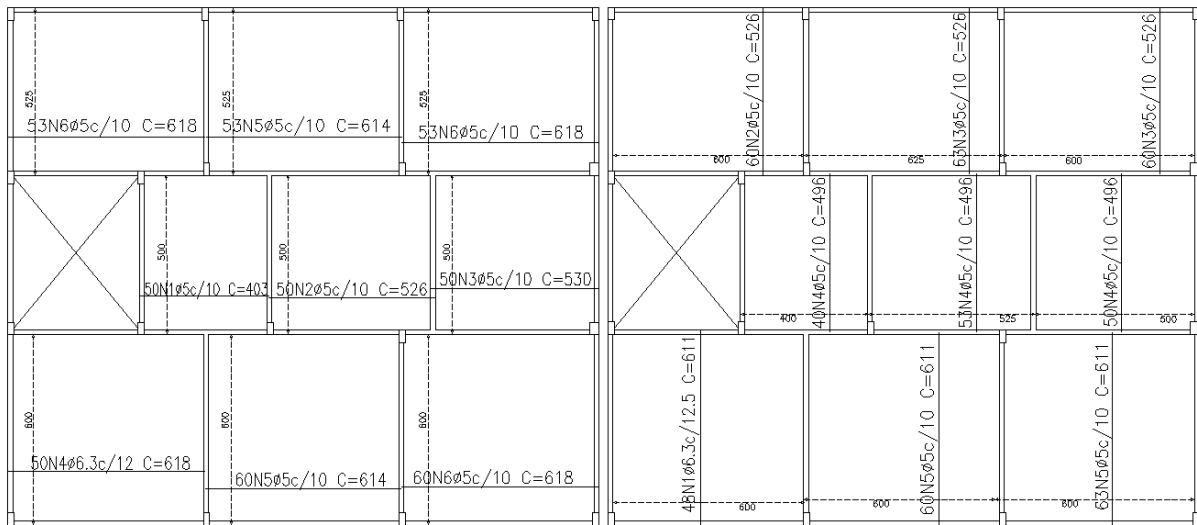 525
525
525
53N6ø5c/10 C=618
53N5ø5c/10 C=614
53N6ø5c/10 C=618
500
500
500
50N1ø5c/10 C=403
50N2ø5c/10 C=526
50N3ø5c/10 C=530
600
600
600
50N4ø6.3c/12 C=618
60N5ø5c/10 C=614
60N6ø5c/10 C=618
60N2ø5c/10 C=526
63N3ø5c/10 C=526
60N3ø5c/10 C=526
600
625
600
40N4ø5c/10 C=496
53N4ø5c/10 C=496
50N4ø5c/10 C=496
400
525
500
48N1ø6.3c/12.5 C=611
60N5ø5c/10 C=611
63N5ø5c/10 C=611
600
600
600